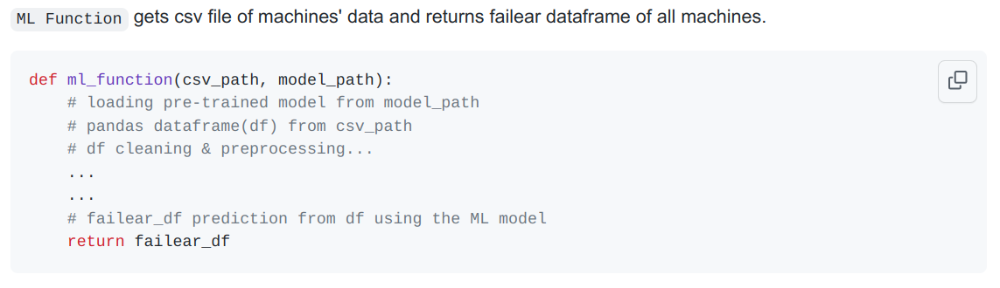 ML Function gets csv file of machines' data and returns failear dataframe of all machines.
def ml_function(csv_path, model_path):
    # loading pre-trained model from model_path
    # pandas dataframe(df) from csv_path
    # df cleaning & preprocessing...
    ...
    ...
    # failear_df prediction from df using the ML model
    return failear_df